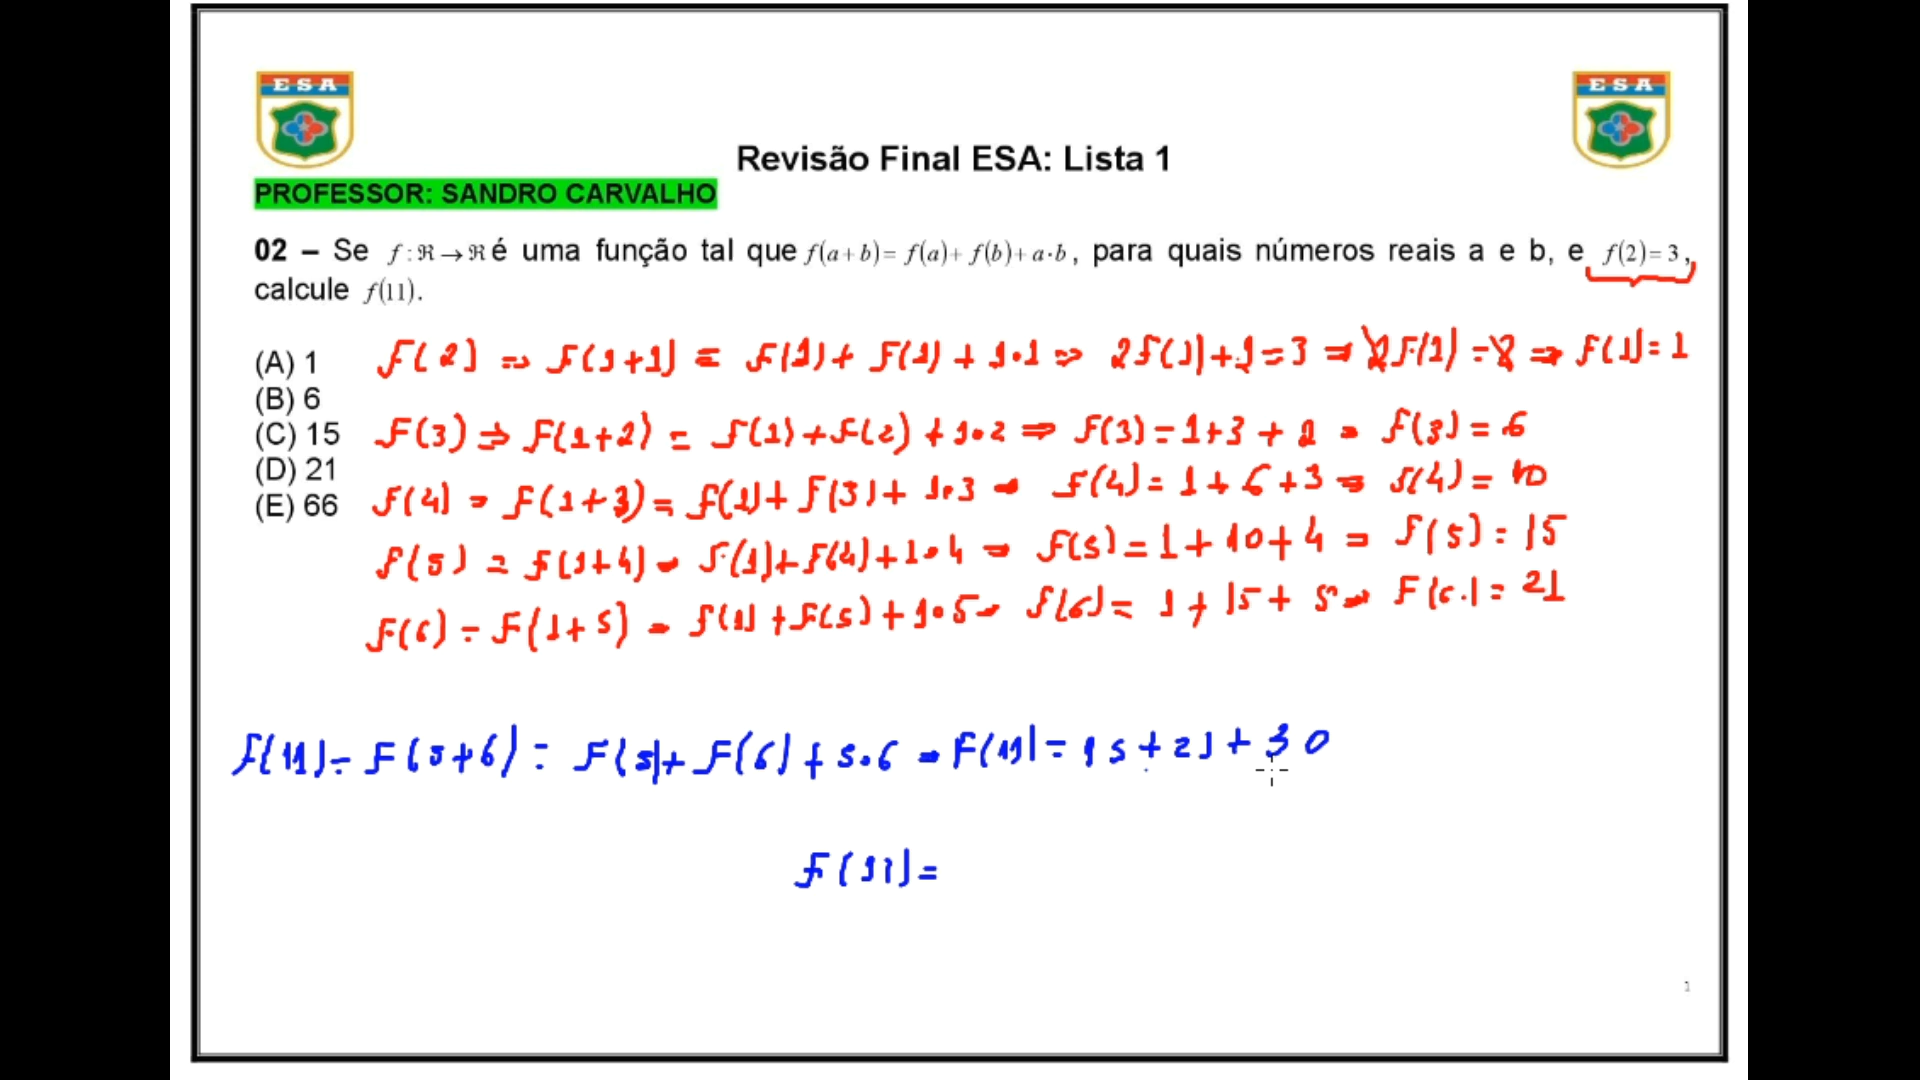 ESA
ESA
Revisão Final ESA: Lista 1
PROFESSOR: SANDRO CARVALHO
02 – Se f:ℜ→ℜ é uma função tal que f(a+b)= f(a)+ f(b)+a·b, para quais números reais a e b, e f(2)=3,
calcule f(11).
(A) 1
(B) 6
(C) 15
(D) 21
(E) 66
F(2) ⇒ F(1+1) = F(1)+F(1)+1·1 ⇒ 2F(1)+1=3 ⇒ 2F(1)=2 ⇒ F(1)=1
F(3) ⇒ F(1+2) = F(1)+F(2)+1·2 ⇒ F(3)=1+3+2 = F(3)=6
F(4) = F(1+3) = F(1)+F(3)+1·3 ⇒ F(4)=1+6+3 ⇒ F(4)=10
F(5) = F(1+4) = F(1)+F(4)+1·4 ⇒ F(5)=1+10+4 = F(5)=15
F(6) = F(1+5) = F(1)+F(5)+1·5 ⇒ F(6)=1+15+5 ⇒ F(6)=21
F(11)=F(5+6)=F(5)+F(6)+5·6 ⇒ F(11)=15+21+30
F(11)=
1